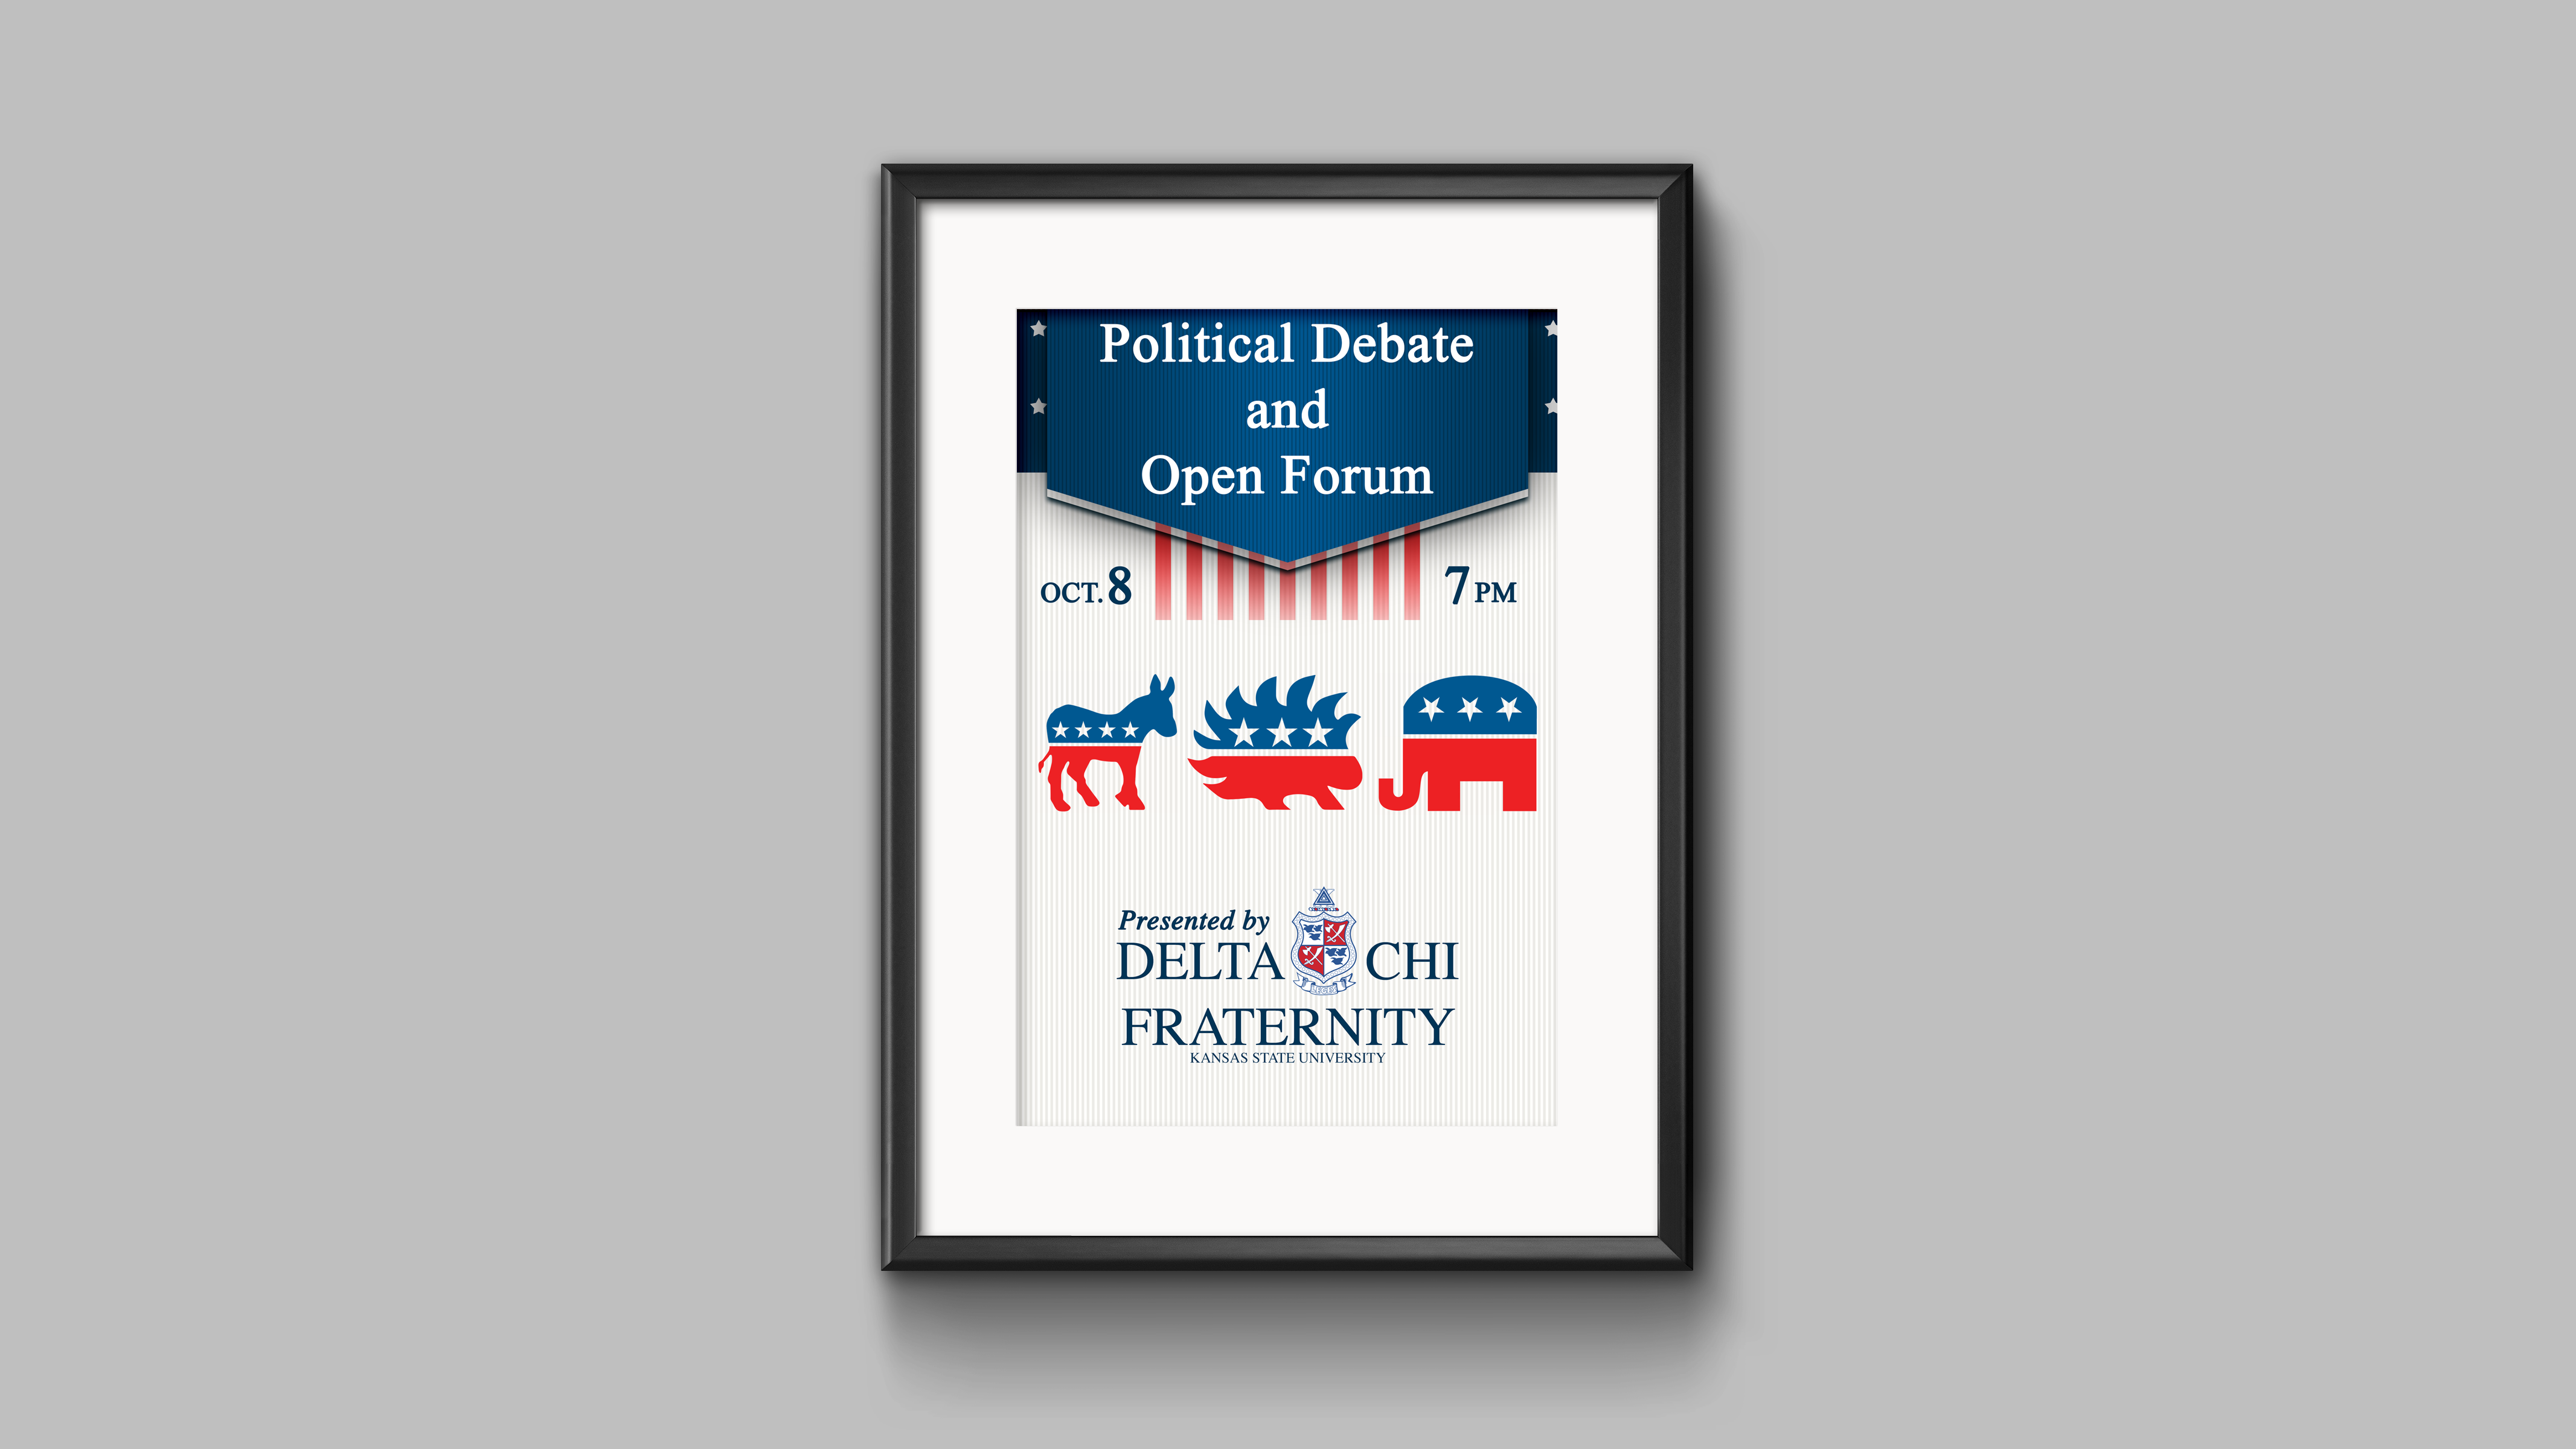 Political Debate
and
Open Forum
OCT. 8
7 PM
Presented by
DELTA CHI
FRATERNITY
KANSAS STATE UNIVERSITY